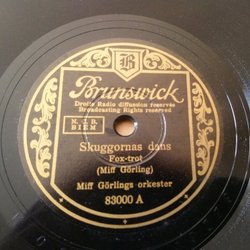 B
Brunswick
Droits Radio diffusion réservés
Broadcasting Rights reserved
N.C.B.
BIEM
Skuggornas dans
Fox-trot
(Miff Görling)
Miff Görlings orkester
83000 A